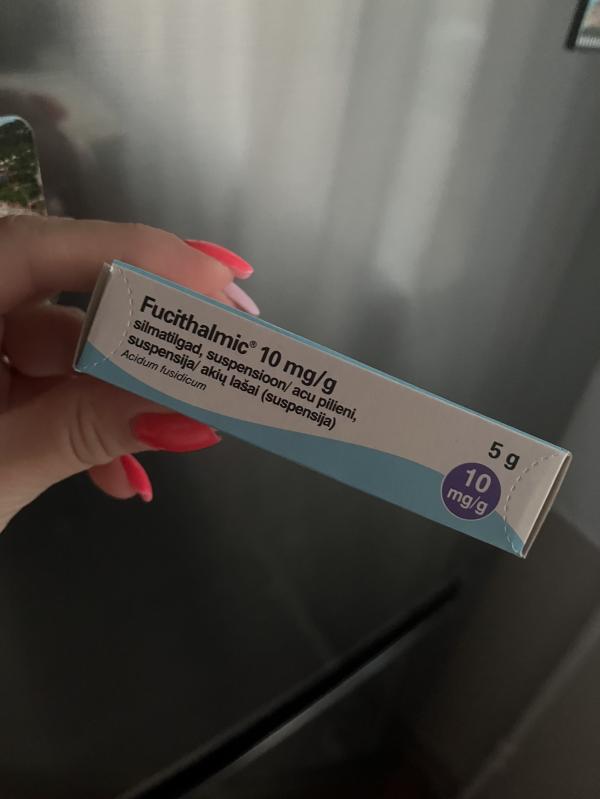 Fucithalmic® 10 mg/g
silmatilgad, suspensioon/ acu pilieni,
suspensija/ akių lašai (suspensija)
Acidum fusidicum
5 g
10
mg/g